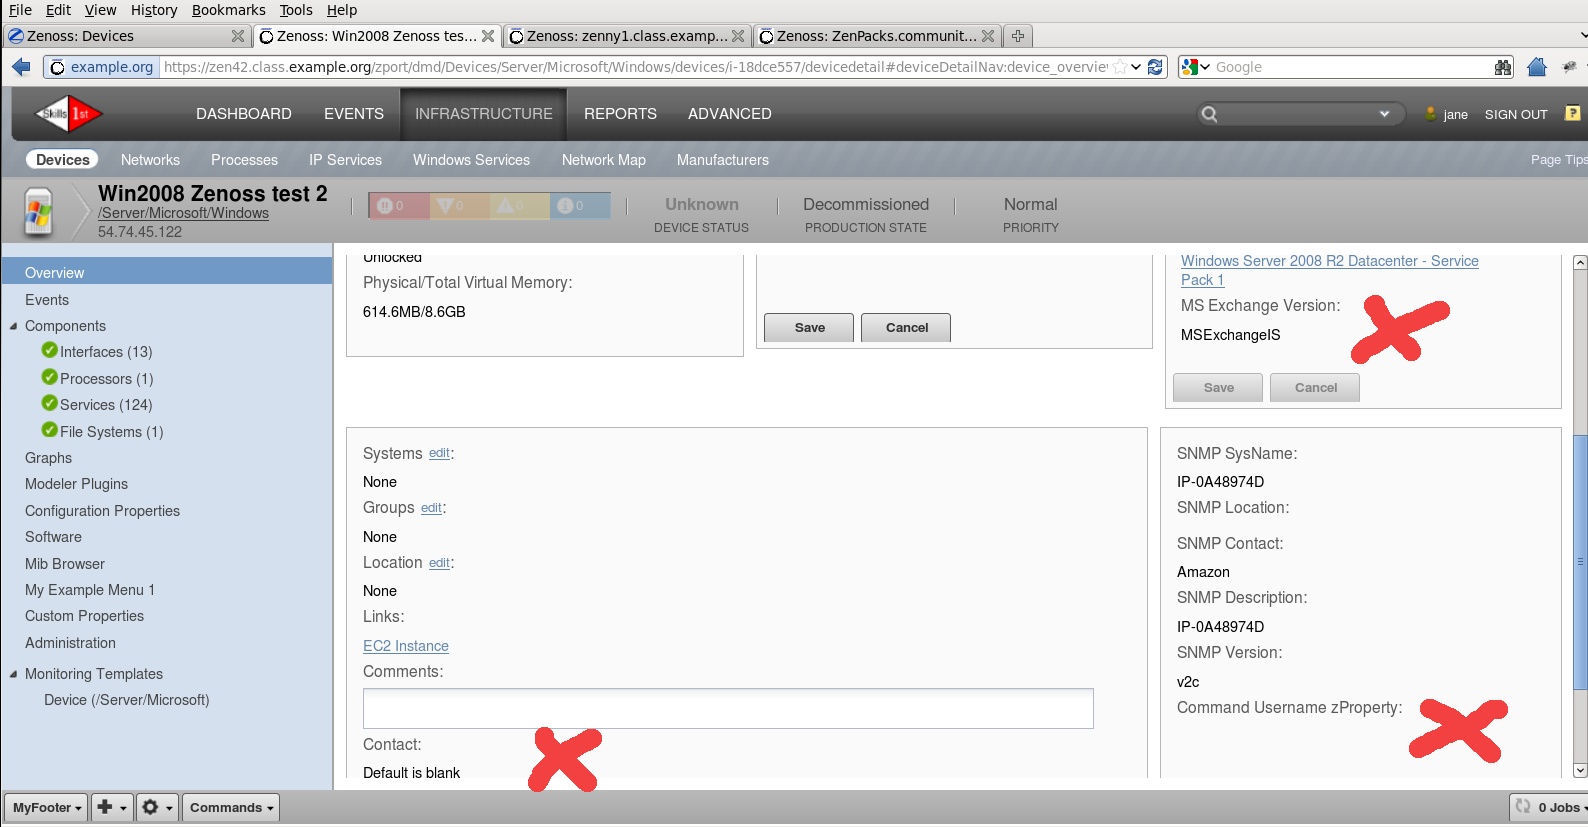 File Edit View History Bookmarks Tools Help
Zenoss: Devices
Zenoss: Win2008 Zenoss tes...
Zenoss: zenny1.class.examp...
Zenoss: ZenPacks.communit...
example.org https://zen42.class.example.org/zport/dmd/Devices/Server/Microsoft/Windows/devices/i-18dce557/devicedetail#deviceDetailNav:device_overvie
Google
Skills 1st
DASHBOARD EVENTS INFRASTRUCTURE REPORTS ADVANCED
jane SIGN OUT ?
Devices Networks Processes IP Services Windows Services Network Map Manufacturers
Page Tips
Win2008 Zenoss test 2
/Server/Microsoft/Windows
54.74.45.122
0 0 0 0
Unknown
DEVICE STATUS
Decommissioned
PRODUCTION STATE
Normal
PRIORITY
Overview
Events
Components
Interfaces (13)
Processors (1)
Services (124)
File Systems (1)
Graphs
Modeler Plugins
Configuration Properties
Software
Mib Browser
My Example Menu 1
Custom Properties
Administration
Monitoring Templates
Device (/Server/Microsoft)
Unlocked
Physical/Total Virtual Memory:
614.6MB/8.6GB
Save Cancel
Windows Server 2008 R2 Datacenter - Service
Pack 1
MS Exchange Version:
MSExchangeIS
Save Cancel
Systems edit:
None
Groups edit:
None
Location edit:
None
Links:
EC2 Instance
Comments:
Contact:
Default is blank
SNMP SysName:
IP-0A48974D
SNMP Location:
SNMP Contact:
Amazon
SNMP Description:
IP-0A48974D
SNMP Version:
v2c
Command Username zProperty:
MyFooter
Commands
0 Jobs